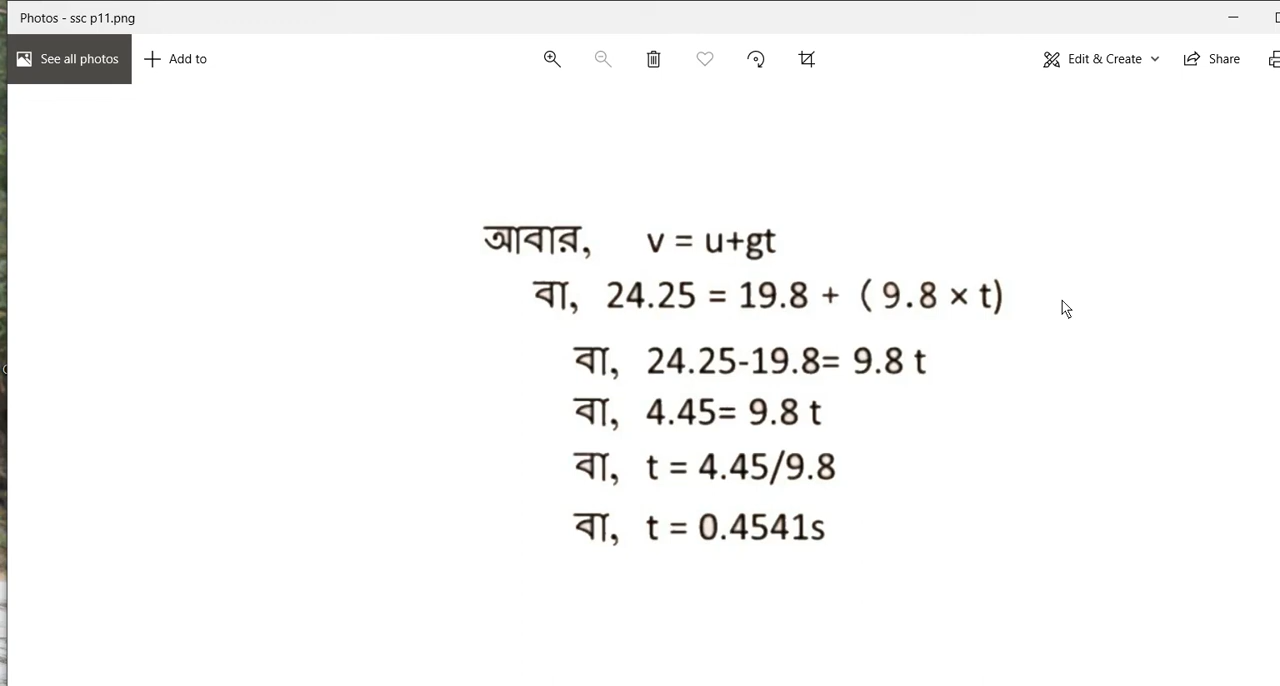 Photos - ssc p11.png
See all photos
Add to
Edit & Create
Share
আবার, v = u+gt
বা, 24.25 = 19.8 + (9.8 × t)
বা, 24.25-19.8= 9.8 t
বা, 4.45= 9.8 t
বা, t = 4.45/9.8
বা, t = 0.4541s